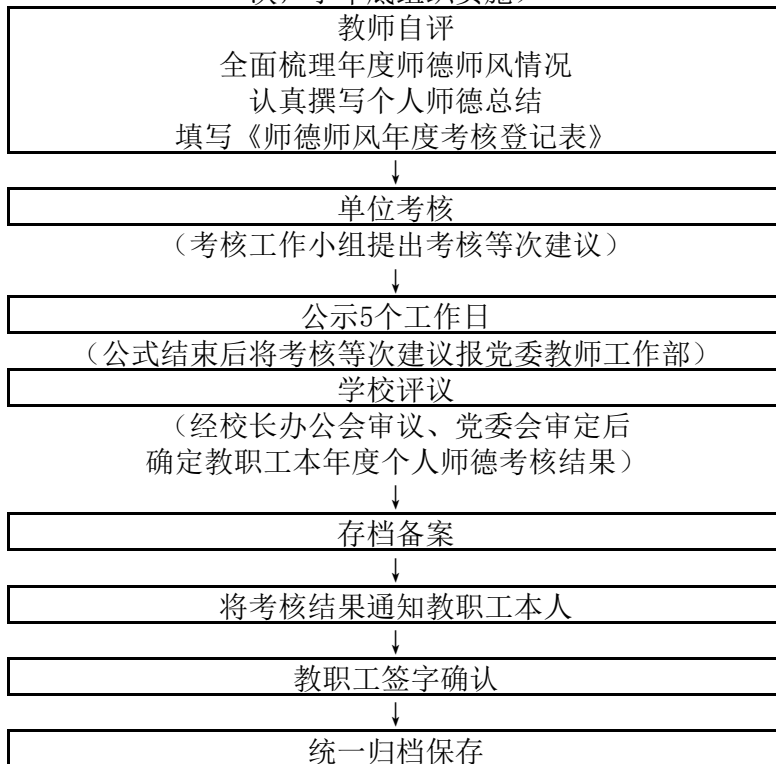 教师自评
全面梳理年度师德师风情况
认真撰写个人师德总结
填写《师德师风年度考核登记表》
↓
单位考核
(考核工作小组提出考核等次建议)
↓
公示5个工作日
(公式结束后将考核等次建议报党委教师工作部)
学校评议
(经校长办公会审议、党委会审定后
确定教职工本年度个人师德考核结果)
↓
存档备案
↓
将考核结果通知教职工本人
↓
教职工签字确认
↓
统一归档保存